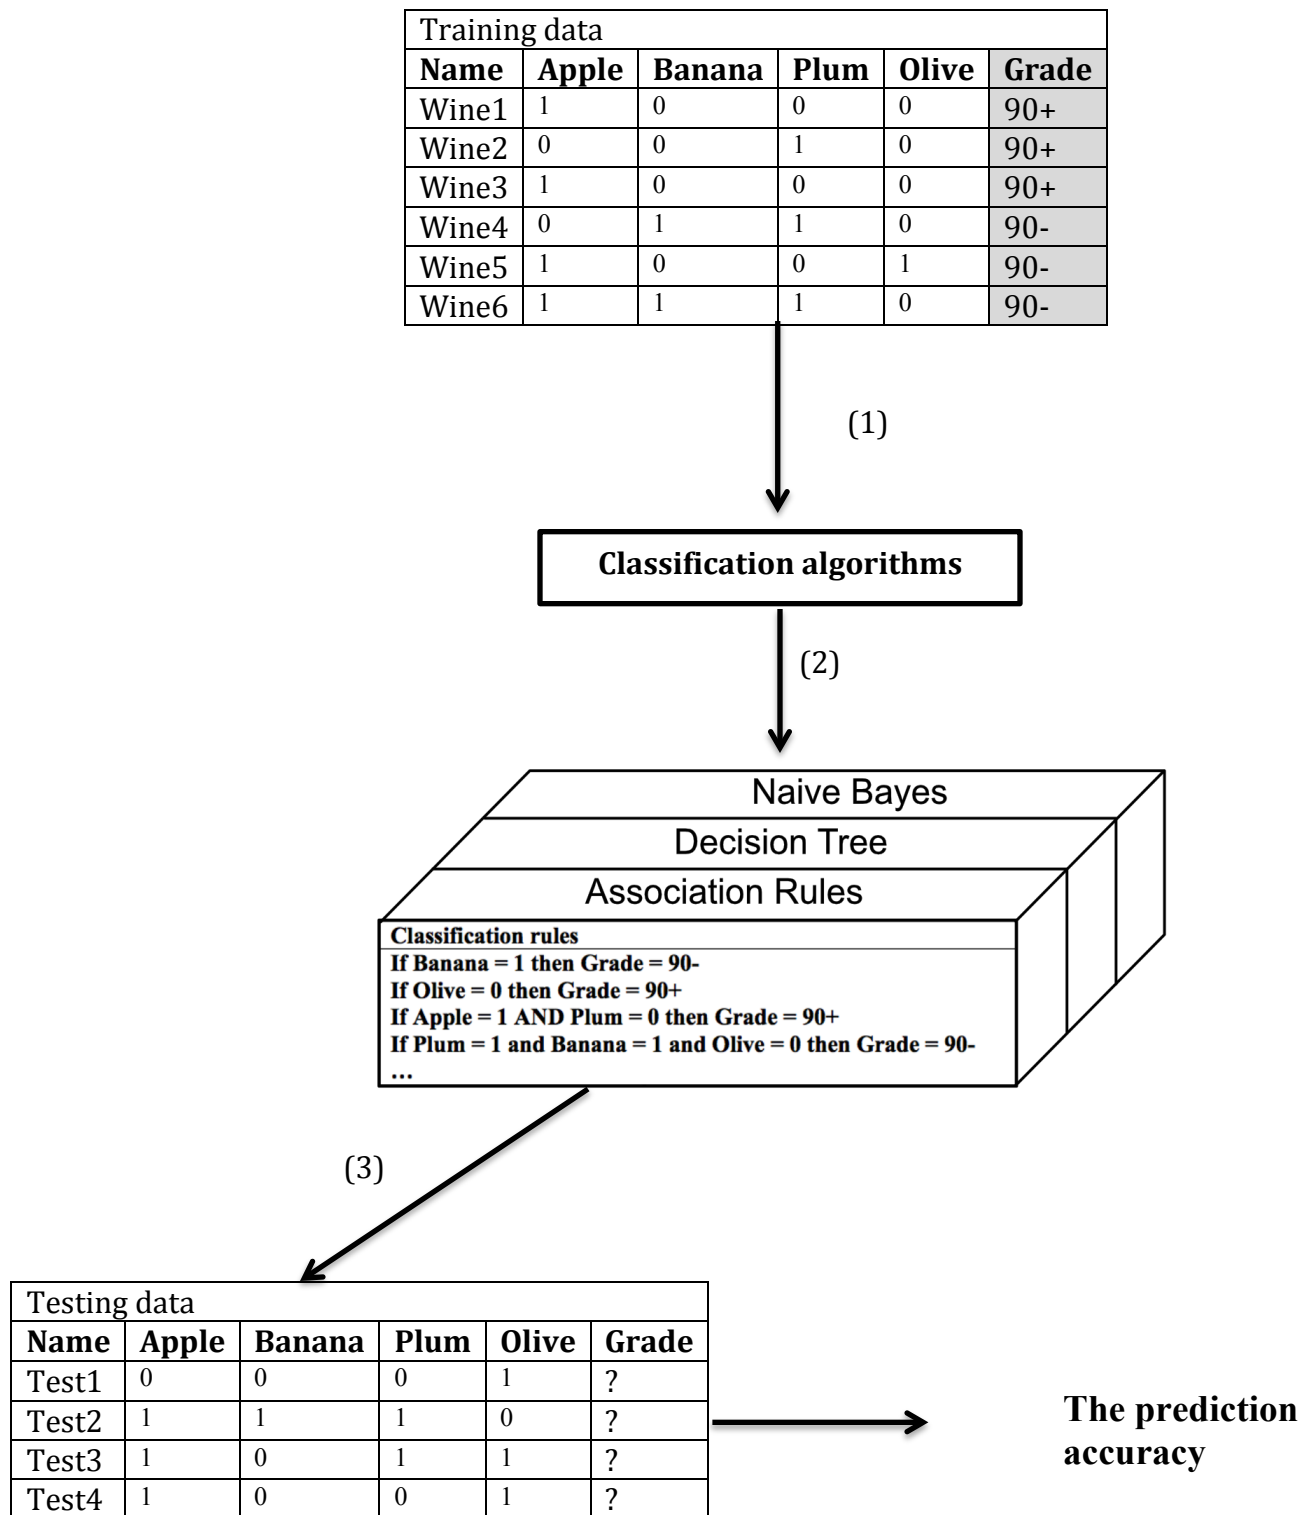 Training data
Name Apple Banana Plum Olive Grade
Wine1 1 0 0 0 90+
Wine2 0 0 1 0 90+
Wine3 1 0 0 0 90+
Wine4 0 1 1 0 90-
Wine5 1 0 0 1 90-
Wine6 1 1 1 0 90-
(1)
Classification algorithms
(2)
Naive Bayes
Decision Tree
Association Rules
Classification rules
If Banana = 1 then Grade = 90-
If Olive = 0 then Grade = 90+
If Apple = 1 AND Plum = 0 then Grade = 90+
If Plum = 1 and Banana = 1 and Olive = 0 then Grade = 90-
...
(3)
Testing data
Name Apple Banana Plum Olive Grade
Test1 0 0 0 1 ?
Test2 1 1 1 0 ?
Test3 1 0 1 1 ?
Test4 1 0 0 1 ?
The prediction
accuracy